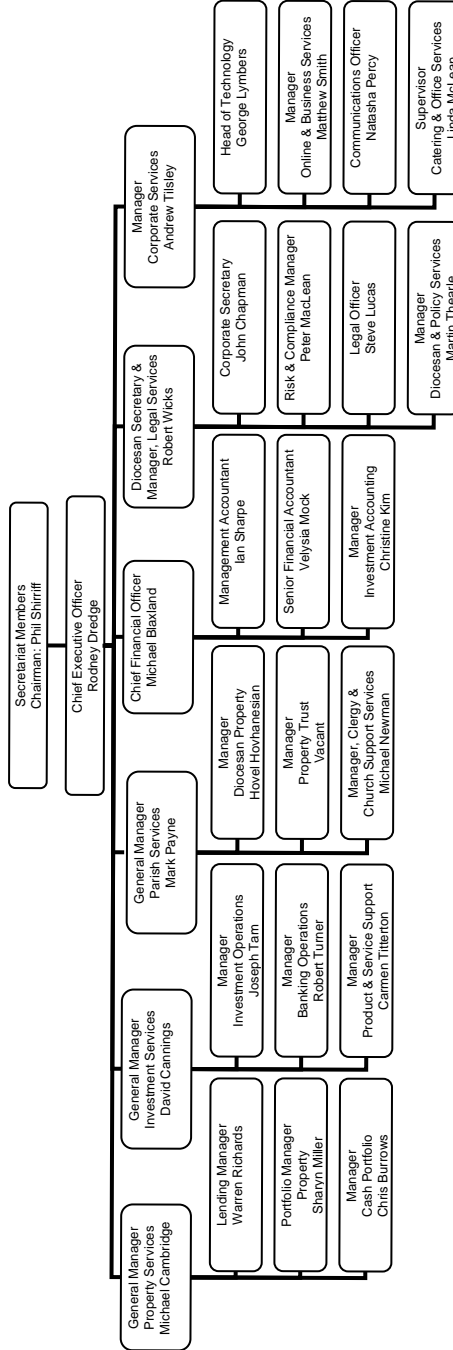 Secretariat Members
Chairman: Phil Shirriff
Chief Executive Officer
Rodney Dredge
General Manager
Property Services
Michael Cambridge
General Manager
Investment Services
David Cannings
General Manager
Parish Services
Mark Payne
Chief Financial Officer
Michael Blaxland
Diocesan Secretary &
Manager, Legal Services
Robert Wicks
Manager
Corporate Services
Andrew Tilsley
Lending Manager
Warren Richards
Portfolio Manager
Property
Sharyn Miller
Manager
Cash Portfolio
Chris Burrows
Manager
Investment Operations
Joseph Tam
Manager
Banking Operations
Robert Turner
Manager
Product & Service Support
Carmen Titterton
Manager
Diocesan Property
Hovel Hovhanesian
Manager
Property Trust
Vacant
Manager, Clergy &
Church Support Services
Michael Newman
Management Accountant
Ian Sharpe
Senior Financial Accountant
Velysia Mock
Manager
Investment Accounting
Christine Kim
Corporate Secretary
John Chapman
Risk & Compliance Manager
Peter MacLean
Legal Officer
Steve Lucas
Manager
Diocesan & Policy Services
Martin Thearle
Head of Technology
George Lymbers
Manager
Online & Business Services
Matthew Smith
Communications Officer
Natasha Percy
Supervisor
Catering & Office Services
Linda McLean